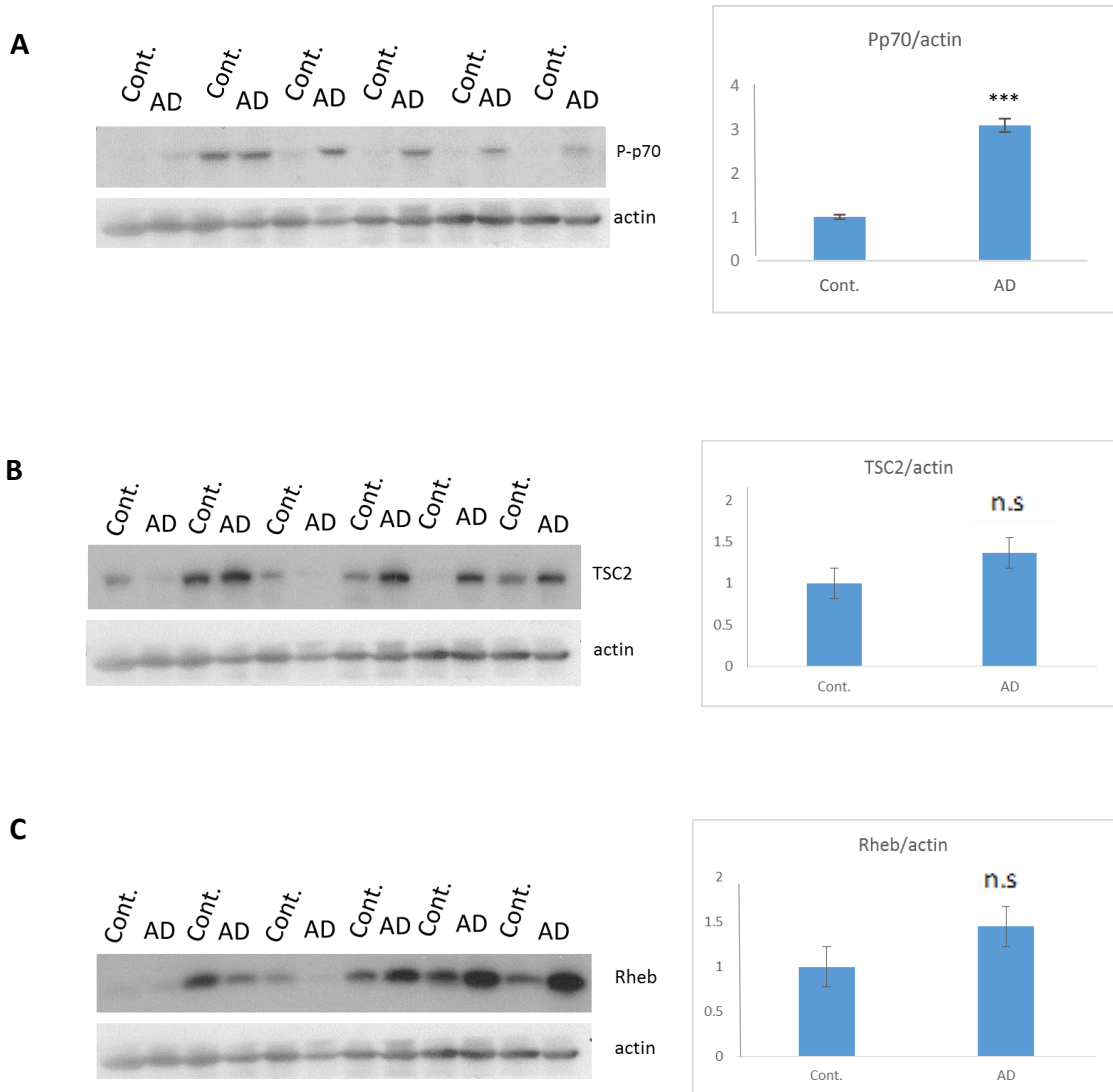 A
Cont. AD Cont. AD Cont. AD Cont. AD Cont. AD Cont. AD
P-p70
actin
Pp70/actin
4
3
2
1
0
***
Cont. AD
B
Cont. AD Cont. AD Cont. AD Cont. AD Cont. AD Cont. AD
TSC2
actin
TSC2/actin
2
1.5
1
0.5
0
n.s
Cont. AD
C
Cont. AD Cont. AD Cont. AD Cont. AD Cont. AD Cont. AD
Rheb
actin
Rheb/actin
2
1.5
1
0.5
0
n.s
Cont. AD